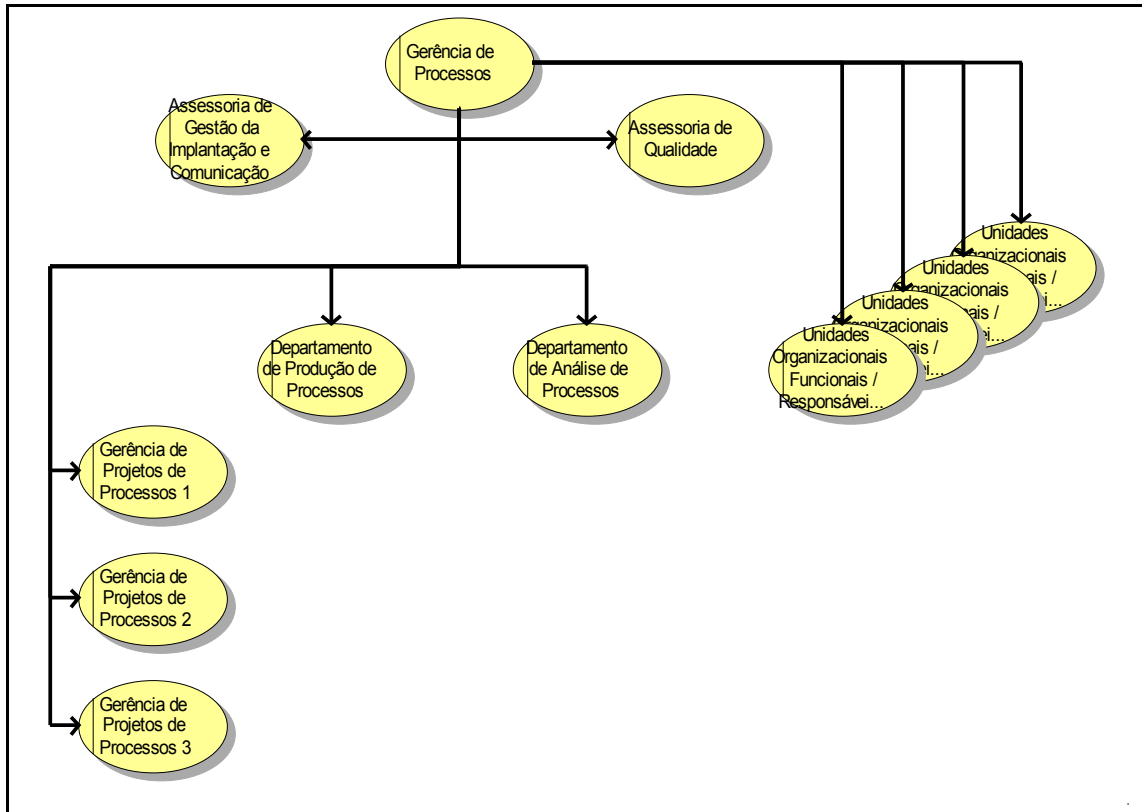 Gerência de
Processos
Assessoria de
Gestão da
Implantação e
Comunicação
Assessoria de
Qualidade
Unidades
Organizacionais
Unidades
Organizacionais
Unidades
Unidades
Organizacionais
Funcionais /
Responsávei...
Departamento
de Produção de
Processos
Departamento
de Análise de
Processos
Gerência de
Projetos de
Processos 1
Gerência de
Projetos de
Processos 2
Gerência de
Projetos de
Processos 3